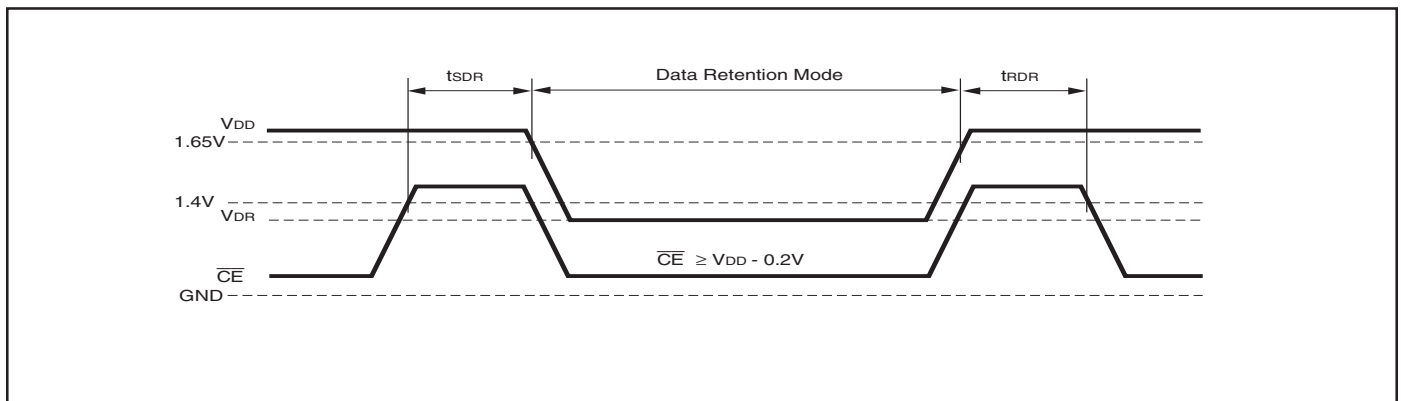 tSDR
Data Retention Mode
tRDR
VDD
1.65V
1.4V
VDR
CE ≥ VDD - 0.2V
CE
GND